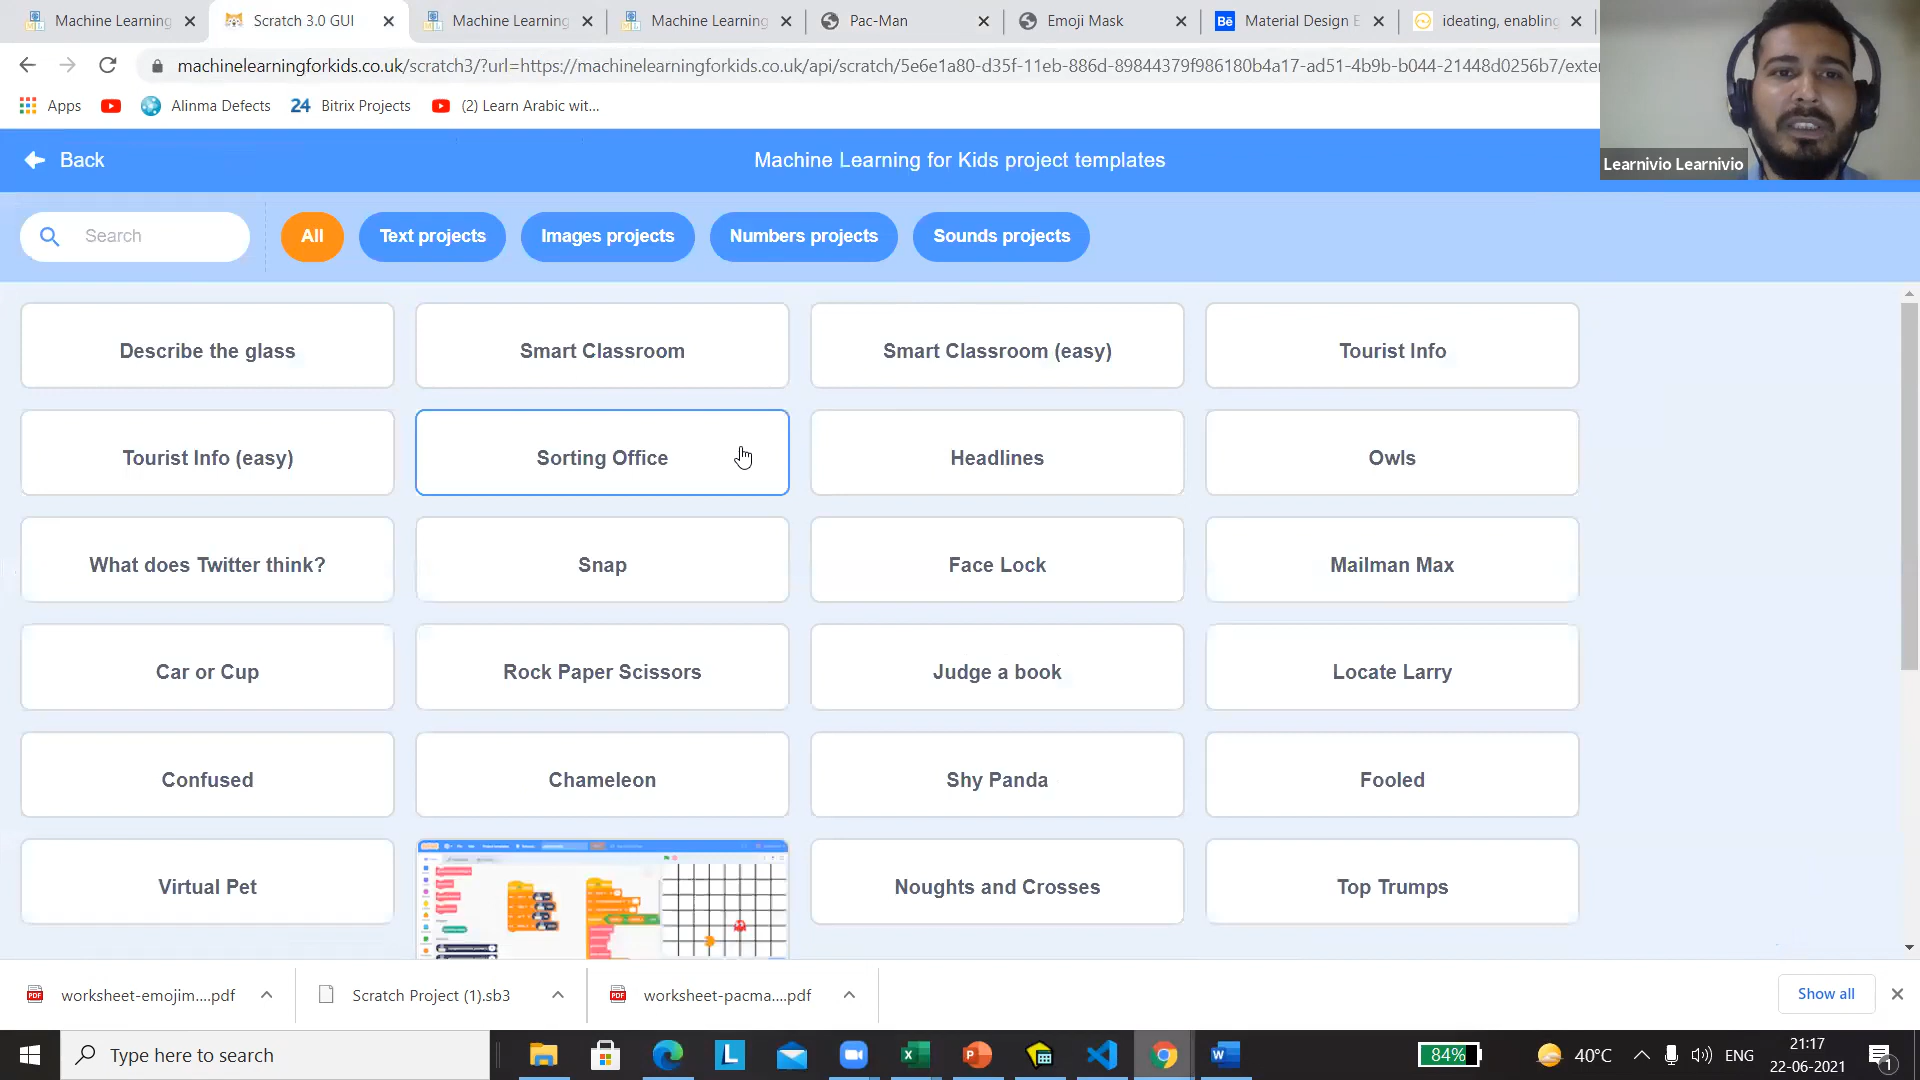 Machine Learning
Scratch 3.0 GUI
Machine Learning
Machine Learning
Pac-Man
Emoji Mask
Material Design E
ideating, enabling
machinelearningforkids.co.uk/scratch3/?url=https://machinelearningforkids.co.uk/api/scratch/5e6e1a80-d35f-11eb-886d-89844379f986180b4a17-ad51-4b9b-b044-21448d0256b7/exter
Apps
Alinma Defects
24 Bitrix Projects
(2) Learn Arabic wit...
Learnivio Learnivio
Back
Machine Learning for Kids project templates
Search
All
Text projects
Images projects
Numbers projects
Sounds projects
Describe the glass
Smart Classroom
Smart Classroom (easy)
Tourist Info
Tourist Info (easy)
Sorting Office
Headlines
Owls
What does Twitter think?
Snap
Face Lock
Mailman Max
Car or Cup
Rock Paper Scissors
Judge a book
Locate Larry
Confused
Chameleon
Shy Panda
Fooled
Virtual Pet
Noughts and Crosses
Top Trumps
worksheet-emojim....pdf
Scratch Project (1).sb3
worksheet-pacma....pdf
Show all
Type here to search
84%
40°C
ENG
21:17
22-06-2021
1